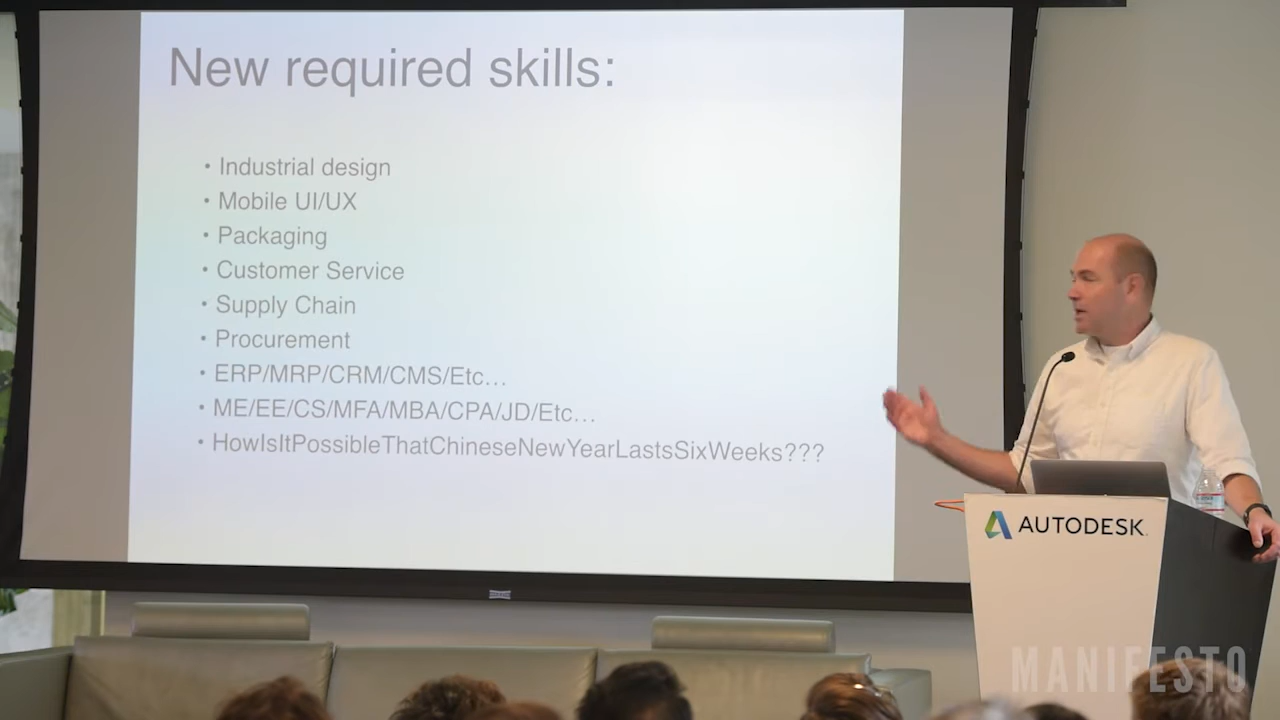 New required skills:
• Industrial design
• Mobile UI/UX
• Packaging
• Customer Service
• Supply Chain
• Procurement
• ERP/MRP/CRM/CMS/Etc…
• ME/EE/CS/MFA/MBA/CPA/JD/Etc…
• HowIsItPossibleThatChineseNewYearLastsSixWeeks???
AUTODESK
MANIFESTO